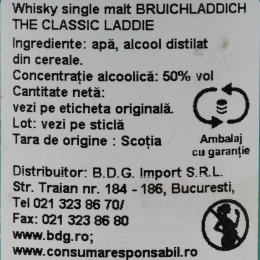 Whisky single malt BRUICHLADDICH
THE CLASSIC LADDIE
Ingrediente: apă, alcool distilat
din cereale.
Concentrație alcoolică: 50% vol
Cantitate netă:
vezi pe eticheta originală.
Lot: vezi pe sticlă
Tara de origine : Scoția
Ambalaj
cu garanție
Distribuitor: B.D.G. Import S.R.L.
Str. Traian nr. 184 - 186, Bucuresti,
Tel 021 323 86 70/
Fax: 021 323 86 80
www.bdg.ro;
www.consumaresponsabil.ro